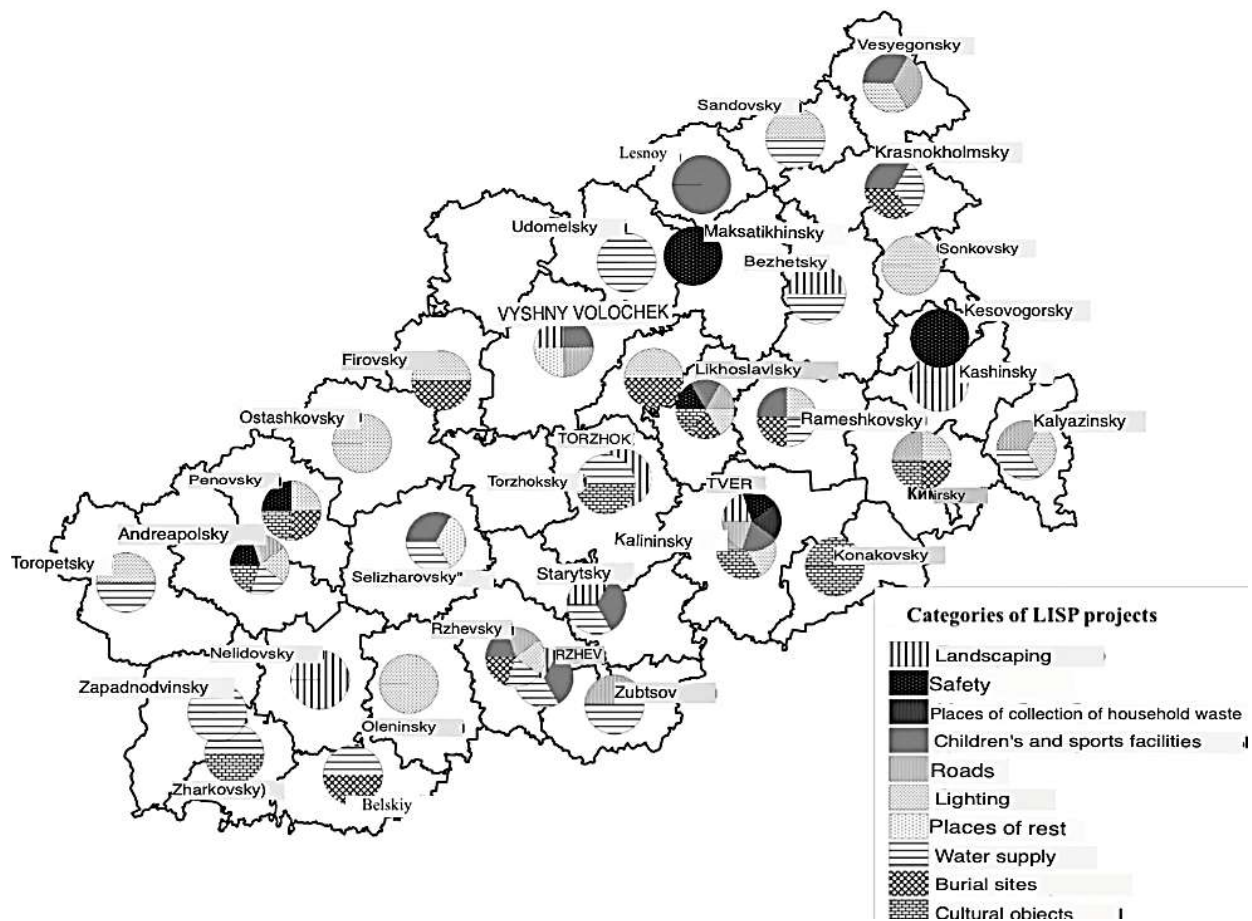 Vesyegonsky
Sandovsky
Lesnoy
Krasnokholmsky
Udomelsky
Maksatikhinsky
Bezhetsky
Sonkovsky
VYSHNY VOLOCHEK
Kesovogorsky
Firovsky
Likhoslavlsky
Kashinsky
Ostashkovsky
Rameshkovsky
Kalyazinsky
TORZHOK
Penovsky
Torzhoksky
TVER
Andreapolsky
Kalininsky
Konakovsky
Toropetsky
Selizharovsky"
Starytsky
Rzhevsky
RZHEV
Nelidovsky
Zapadnodvinsky
Zubtsov
Oleninsky
Zharkovsky)
Belskiy
Categories of LISP projects
Landscaping
Safety
Places of collection of household waste
Children's and sports facilities
Roads
Lighting
Places of rest
Water supply
Burial sites
Cultural objects